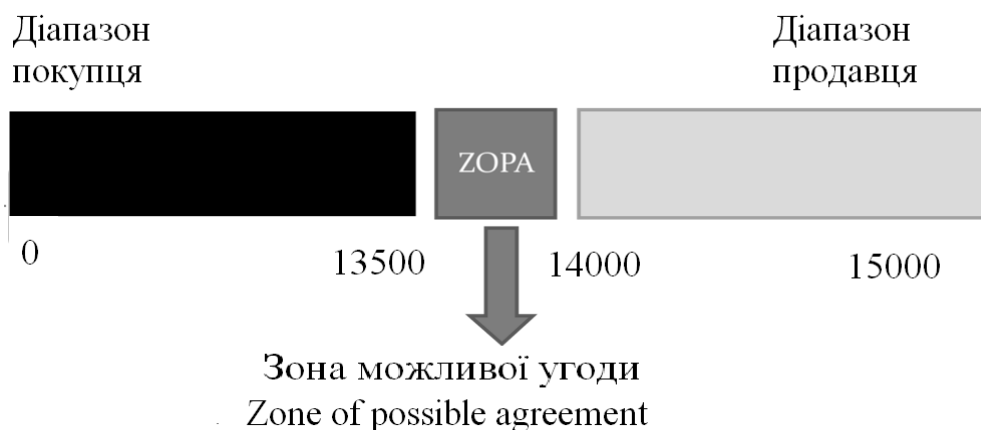 Діапазон
покупця
Діапазон
продавця
ZOPA
0
13500
14000
15000
Зона можливої угоди
Zone of possible agreement